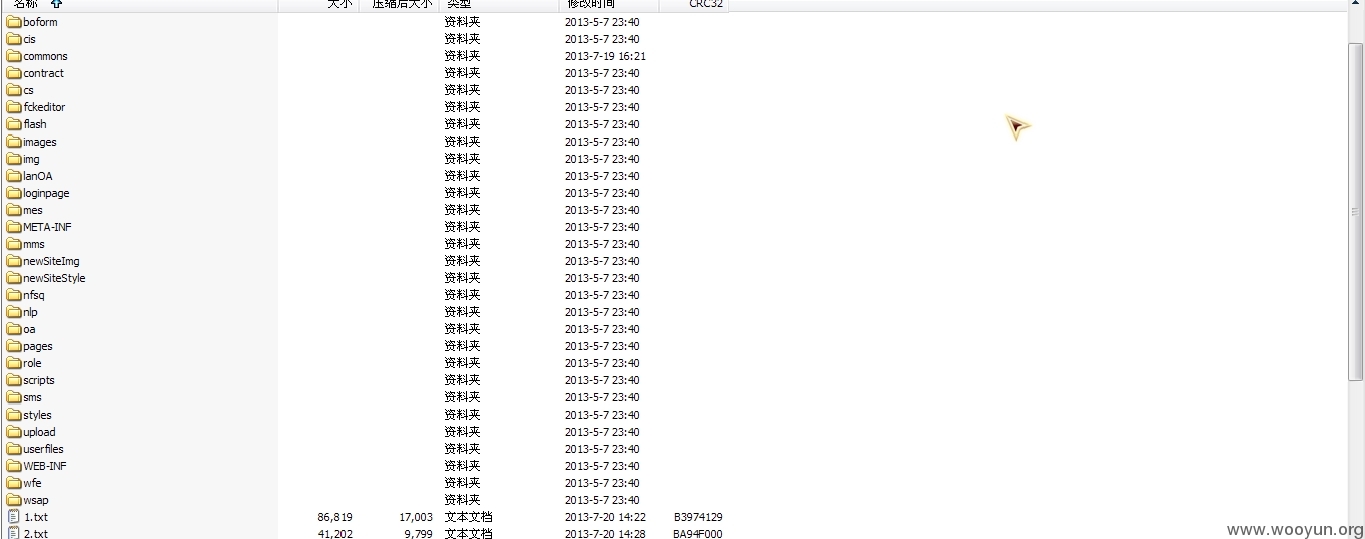 名称 大小 压缩后大小 类型 修改时间 CRC32
boform 资料夹 2013-5-7 23:40
cis 资料夹 2013-5-7 23:40
commons 资料夹 2013-7-19 16:21
contract 资料夹 2013-5-7 23:40
cs 资料夹 2013-5-7 23:40
fckeditor 资料夹 2013-5-7 23:40
flash 资料夹 2013-5-7 23:40
images 资料夹 2013-5-7 23:40
img 资料夹 2013-5-7 23:40
lanOA 资料夹 2013-5-7 23:40
loginpage 资料夹 2013-5-7 23:40
mes 资料夹 2013-5-7 23:40
META-INF 资料夹 2013-5-7 23:40
mms 资料夹 2013-5-7 23:40
newSiteImg 资料夹 2013-5-7 23:40
newSiteStyle 资料夹 2013-5-7 23:40
nfsq 资料夹 2013-5-7 23:40
nlp 资料夹 2013-5-7 23:40
oa 资料夹 2013-5-7 23:40
pages 资料夹 2013-5-7 23:40
role 资料夹 2013-5-7 23:40
scripts 资料夹 2013-5-7 23:40
sms 资料夹 2013-5-7 23:40
styles 资料夹 2013-5-7 23:40
upload 资料夹 2013-5-7 23:40
userfiles 资料夹 2013-5-7 23:40
WEB-INF 资料夹 2013-5-7 23:40
wfe 资料夹 2013-5-7 23:40
wsap 资料夹 2013-5-7 23:40
1.txt 86,819 17,003 文本文档 2013-7-20 14:22 B3974129
2.txt 41,202 9,799 文本文档 2013-7-20 14:28 BA94F000
www.wooyun.org